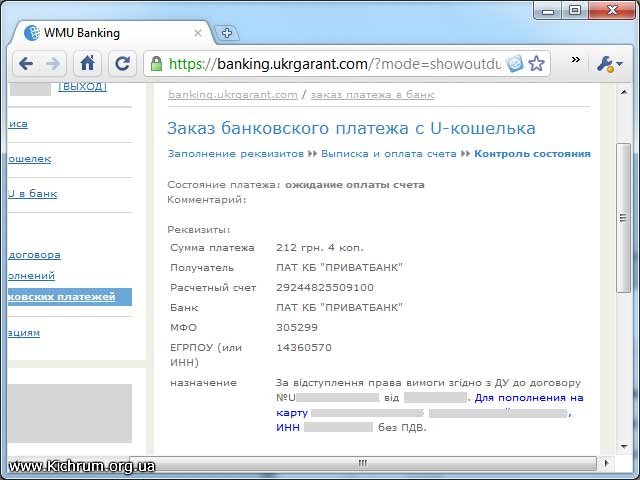 WMU Banking
https://banking.ukrgarant.com/?mode=showoutdu
[ВЫХОД]
banking.ukrgarant.com / заказ платежа в банк
иса
Заказ банковского платежа с U-кошелька
ошелек
Заполнение реквизитов Выписка и оплата счета Контроль состояния
U в банк
Состояние платежа: ожидание оплаты счета
Комментарий:
Реквизиты:
договора
Сумма платежа 212 грн. 4 коп.
олнений
Получатель ПАТ КБ "ПРИВАТБАНК"
ковских платежей
Расчетный счет 29244825509100
Банк ПАТ КБ "ПРИВАТБАНК"
МФО 305299
ациям
ЕГРПОУ (или 14360570
ИНН)
назначение За відступлення права вимоги згідно з ДУ до договору
№U від . Для пополнения на
карту ,
ИНН без ПДВ.
www.Kichrum.org.ua